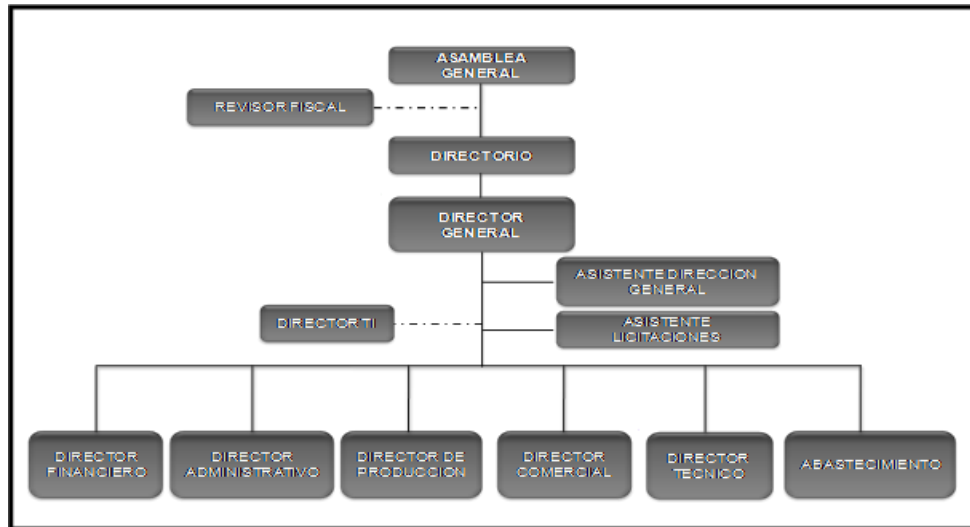 ASAMBLEA
GENERAL
REVISOR FISCAL
DIRECTORIO
DIRECTOR
GENERAL
ASISTENTE DIRECCION
GENERAL
DIRECTOR TI
ASISTENTE
LICITACIONES
DIRECTOR
FINANCIERO
DIRECTOR
ADMINISTRATIVO
DIRECTOR DE
PRODUCCION
DIRECTOR
COMERCIAL
DIRECTOR
TECNICO
ABASTECIMIENTO